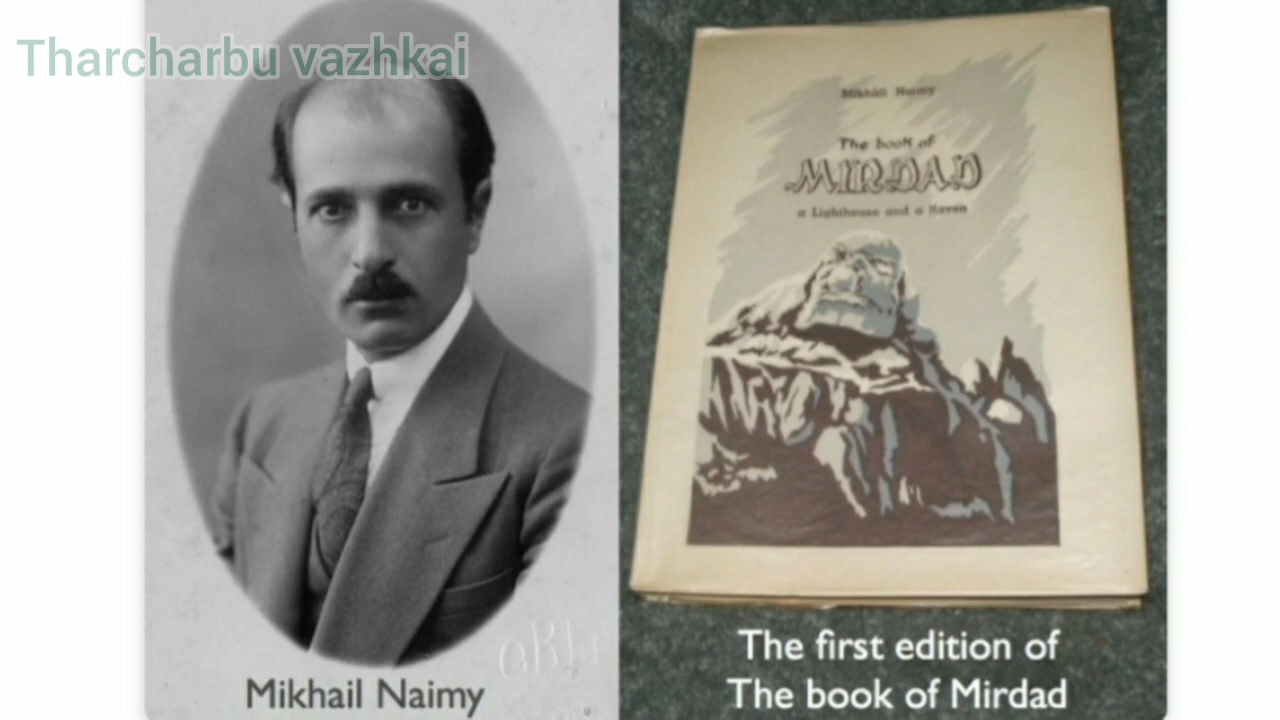 Tharcharbu vazhkai
Mikháil Naimy
The book of
MIRDAD
a Lighthouse and a Haven
Mikhail Naimy
The first edition of
The book of Mirdad